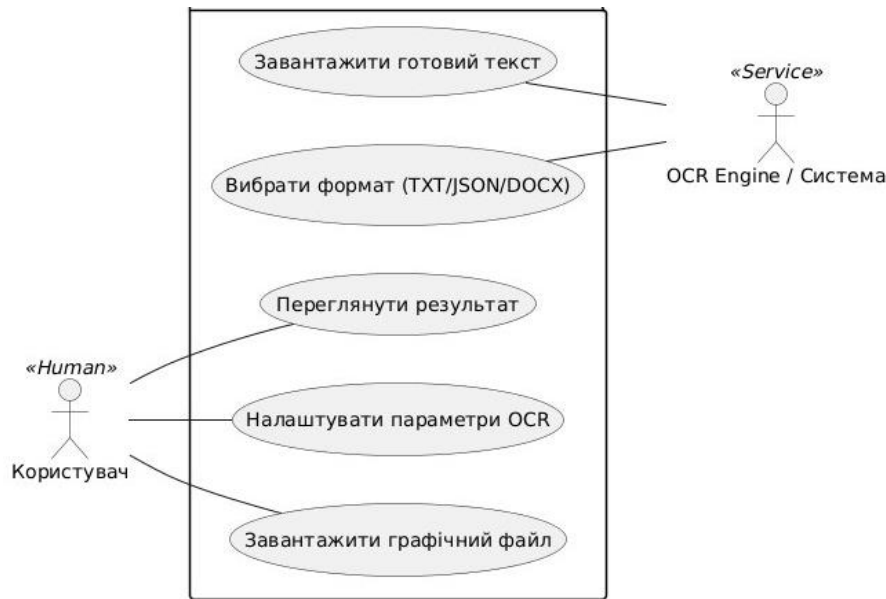 Завантажити готовий текст
«Service»
OCR Engine / Система
Вибрати формат (TXT/JSON/DOCX)
Переглянути результат
«Human»
Користувач
Налаштувати параметри OCR
Завантажити графічний файл